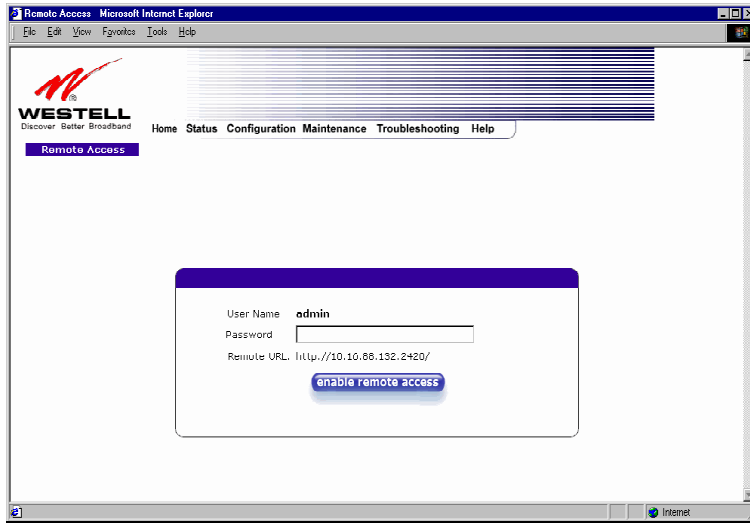 Remote Access Microsoft Internet Explorer
File Edit View Favorites Tools Help
WESTELL
®
Discover Better Broadband
Home Status Configuration Maintenance Troubleshooting Help
Remote Access
User Name admin
Password
Remote URL: http://10.16.88.132:2420/
enable remote access
Internet